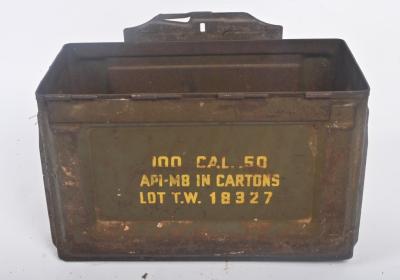 100 CAL. .50
API-M8 IN CARTONS
LOT T.W. 18327